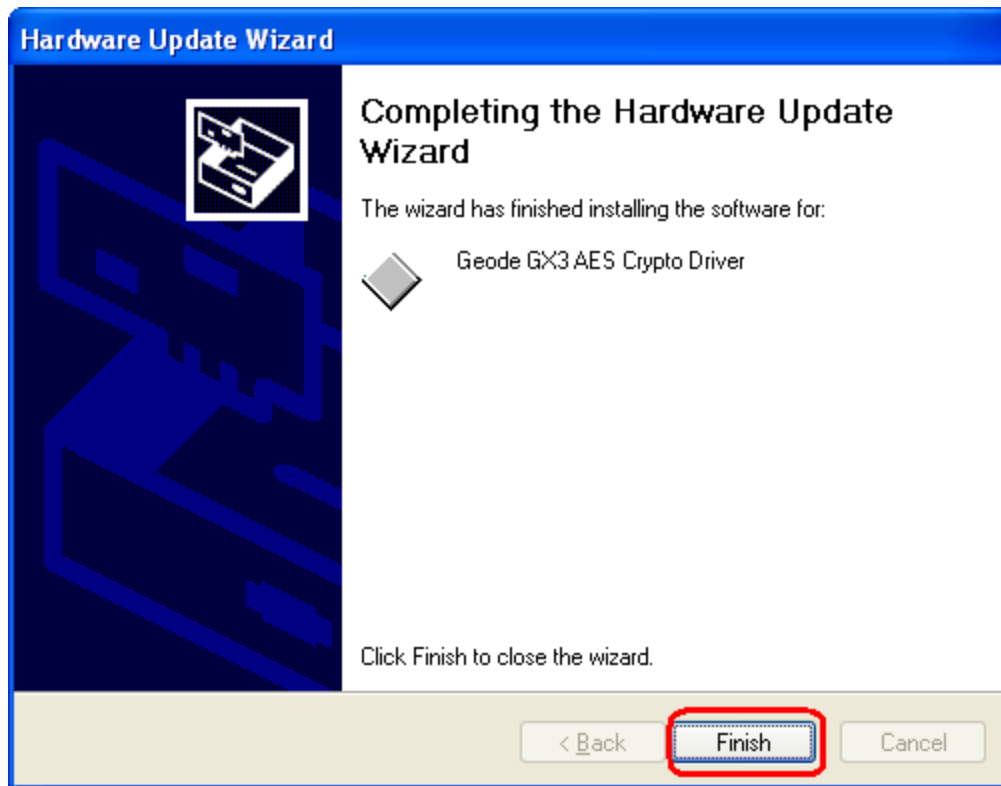 Hardware Update Wizard
Completing the Hardware Update
Wizard
The wizard has finished installing the software for:
Geode GX3 AES Crypto Driver
Click Finish to close the wizard.
< Back
Finish
Cancel